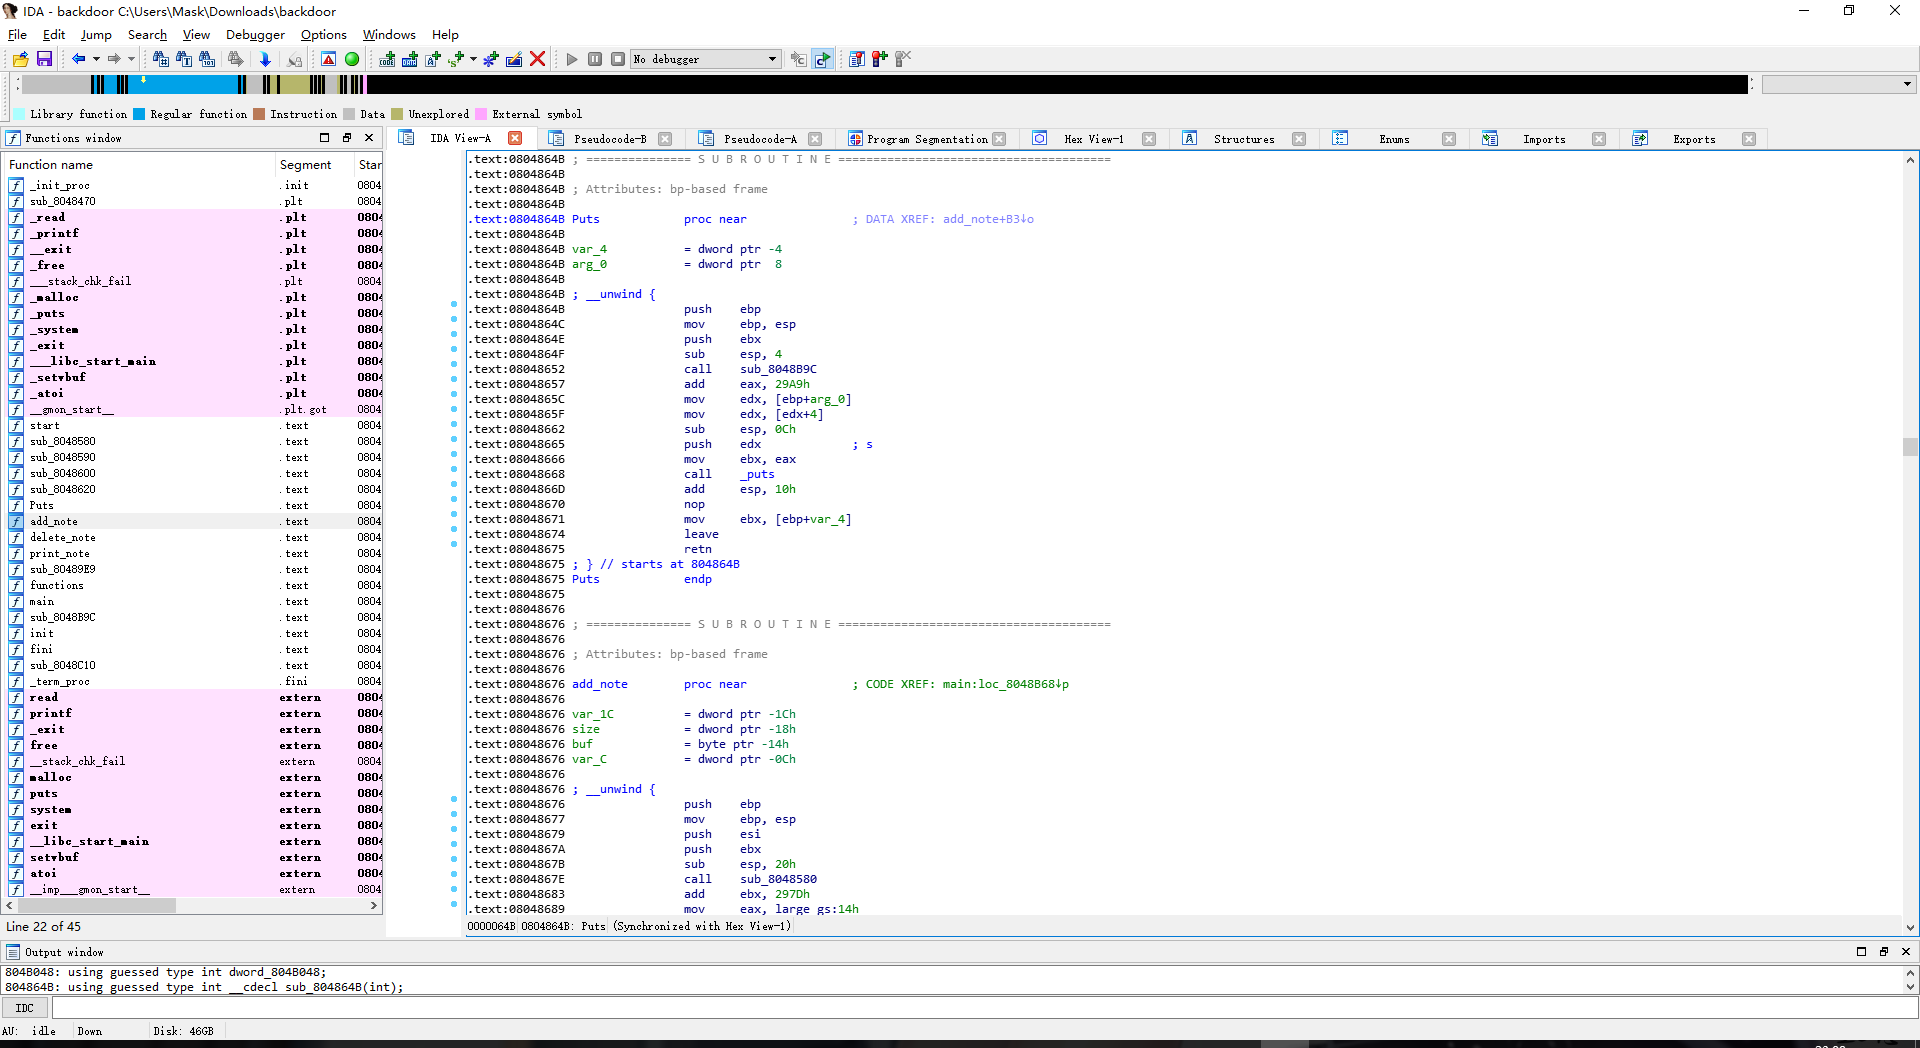 IDA - backdoor C:\Users\Mask\Downloads\backdoor
File Edit Jump Search View Debugger Options Windows Help
No debugger
Library function Regular function Instruction Data Unexplored External symbol
Functions window
Function name Segment Star
_init_proc .init 0804
sub_8048470 .plt 0804
_read .plt 0804
_printf .plt 0804
__exit .plt 0804
_free .plt 0804
___stack_chk_fail .plt 0804
_malloc .plt 0804
_puts .plt 0804
_system .plt 0804
_exit .plt 0804
___libc_start_main .plt 0804
_setvbuf .plt 0804
_atoi .plt 0804
__gmon_start__ .plt.got 0804
start .text 0804
sub_8048580 .text 0804
sub_8048590 .text 0804
sub_8048600 .text 0804
sub_8048620 .text 0804
Puts .text 0804
add_note .text 0804
delete_note .text 0804
print_note .text 0804
sub_80489E9 .text 0804
functions .text 0804
main .text 0804
sub_8048B9C .text 0804
init .text 0804
fini .text 0804
sub_8048C10 .text 0804
_term_proc .fini 0804
read extern 0804
printf extern 0804
_exit extern 0804
free extern 0804
__stack_chk_fail extern 0804
malloc extern 0804
puts extern 0804
system extern 0804
exit extern 0804
__libc_start_main extern 0804
setvbuf extern 0804
atoi extern 0804
__imp___gmon_start__ extern 0804
Line 22 of 45
IDA View-A Pseudocode-B Pseudocode-A Program Segmentation Hex View-1 Structures Enums Imports Exports
.text:0804864B ; =============== S U B R O U T I N E =======================================
.text:0804864B
.text:0804864B ; Attributes: bp-based frame
.text:0804864B
.text:0804864B Puts proc near ; DATA XREF: add_note+B3↓o
.text:0804864B
.text:0804864B var_4 = dword ptr -4
.text:0804864B arg_0 = dword ptr 8
.text:0804864B
.text:0804864B ; __unwind {
.text:0804864B push ebp
.text:0804864C mov ebp, esp
.text:0804864E push ebx
.text:0804864F sub esp, 4
.text:08048652 call sub_8048B9C
.text:08048657 add eax, 29A9h
.text:0804865C mov edx, [ebp+arg_0]
.text:0804865F mov edx, [edx+4]
.text:08048662 sub esp, 0Ch
.text:08048665 push edx ; s
.text:08048666 mov ebx, eax
.text:08048668 call _puts
.text:0804866D add esp, 10h
.text:08048670 nop
.text:08048671 mov ebx, [ebp+var_4]
.text:08048674 leave
.text:08048675 retn
.text:08048675 ; } // starts at 804864B
.text:08048675 Puts endp
.text:08048675
.text:08048676
.text:08048676 ; =============== S U B R O U T I N E =======================================
.text:08048676
.text:08048676 ; Attributes: bp-based frame
.text:08048676
.text:08048676 add_note proc near ; CODE XREF: main:loc_8048B68↓p
.text:08048676
.text:08048676 var_1C = dword ptr -1Ch
.text:08048676 size = dword ptr -18h
.text:08048676 buf = byte ptr -14h
.text:08048676 var_C = dword ptr -0Ch
.text:08048676
.text:08048676 ; __unwind {
.text:08048676 push ebp
.text:08048677 mov ebp, esp
.text:08048679 push esi
.text:0804867A push ebx
.text:0804867B sub esp, 20h
.text:0804867E call sub_8048580
.text:08048683 add ebx, 297Dh
.text:08048689 mov eax, large gs:14h
0000064B 0804864B: Puts (Synchronized with Hex View-1)
Output window
804B048: using guessed type int dword_804B048;
804864B: using guessed type int __cdecl sub_804864B(int);
IDC
AU: idle Down Disk: 46GB